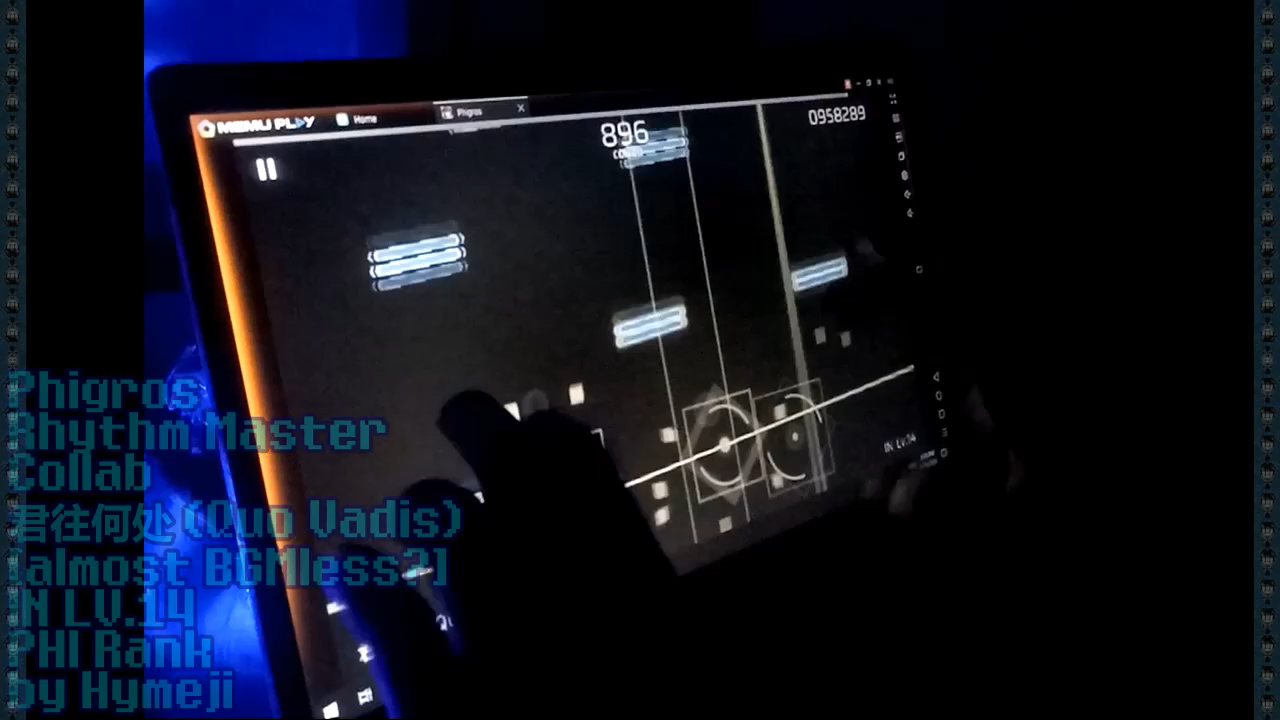 MEMU PLAY
Home
Phigros
896
COMBO
0958289
IN LV.14
Phigros
Rhythm Master
Collab
君往何处 (Quo Vadis)
[almost BGMless?]
IN LV.14
PHI Rank
by Hymeji